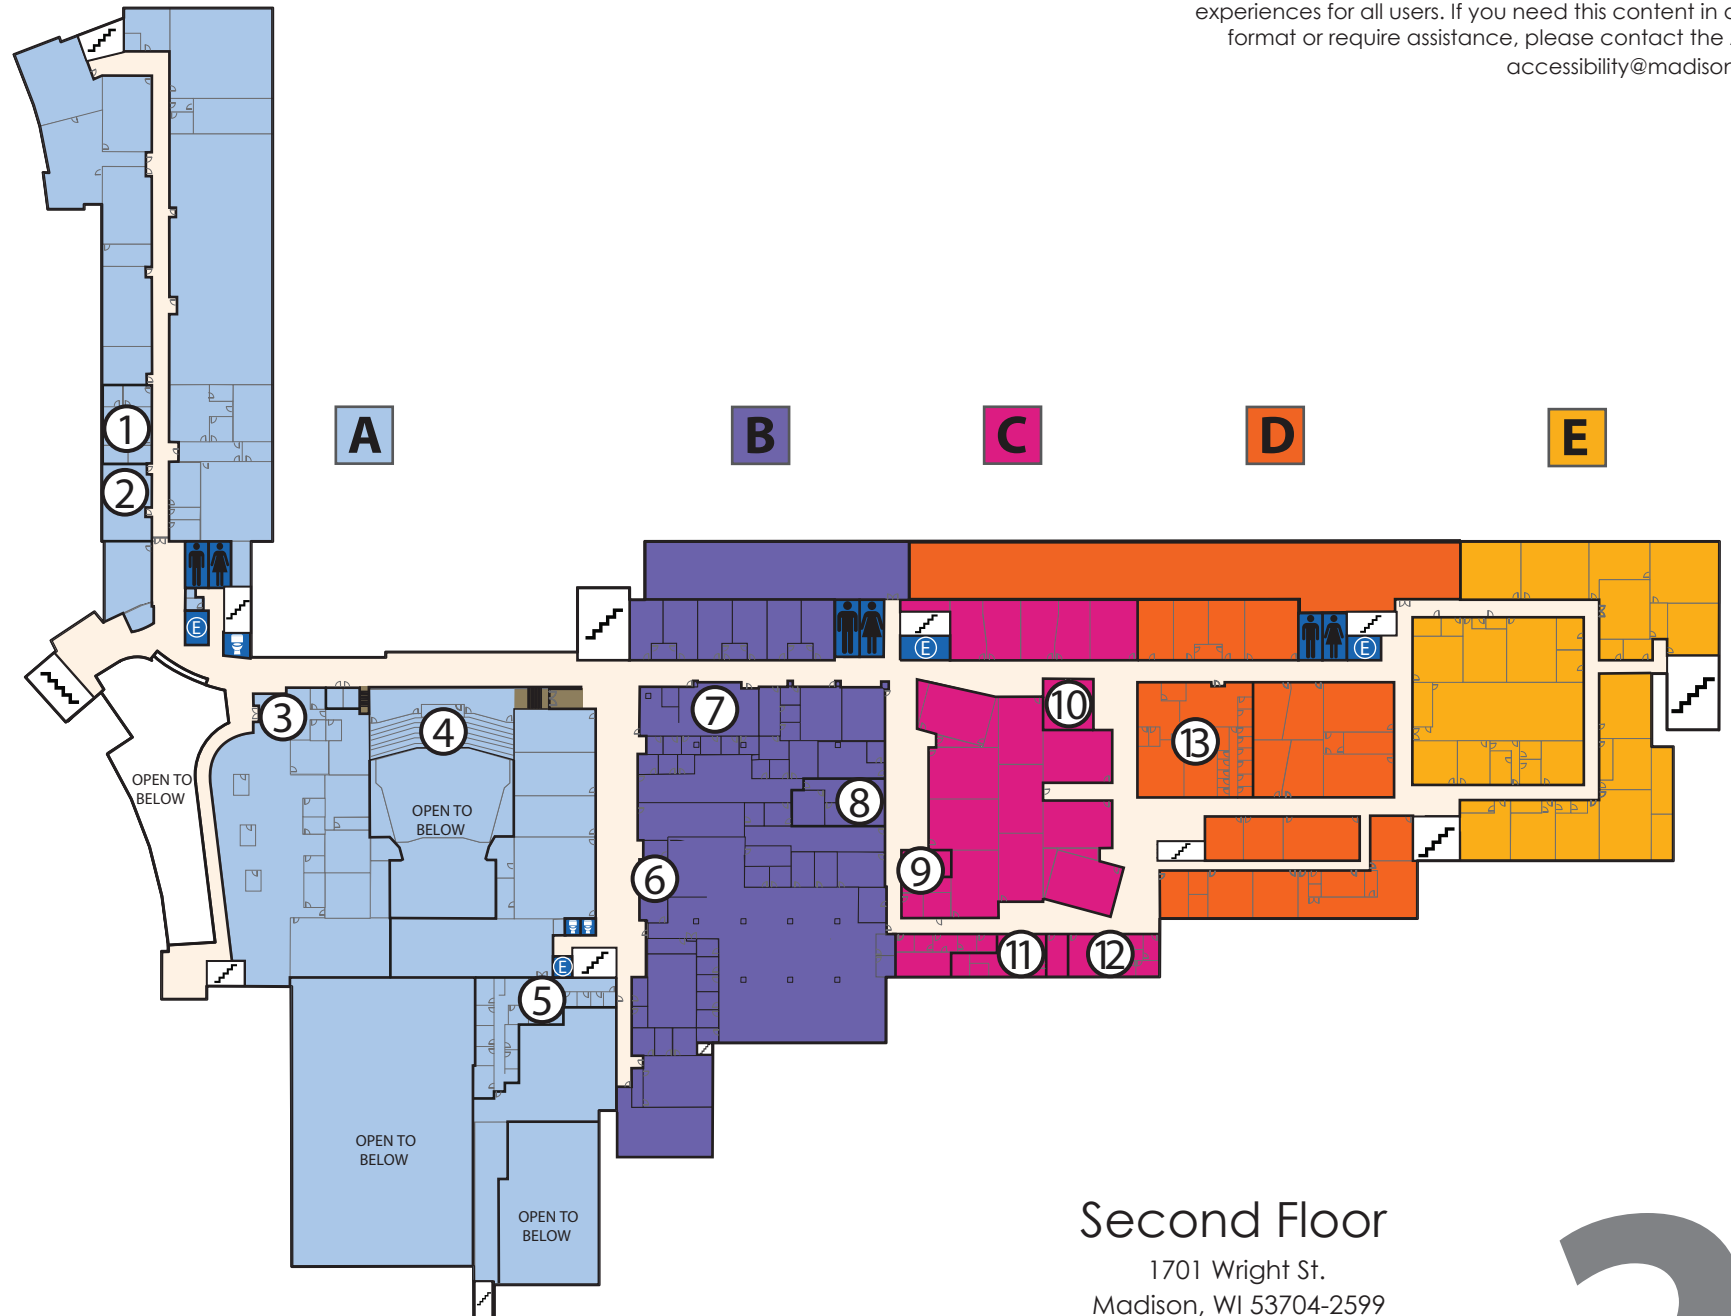 experiences for all users. If you need this content in
format or require assistance, please contact the
accessibility@madison
A
B
C
D
E
1
2
3
4
5
6
7
8
9
10
11
12
13
E
E
E
E
OPEN TO
BELOW
OPEN TO
BELOW
OPEN TO
BELOW
OPEN TO
BELOW
Second Floor
1701 Wright St.
Madison, WI 53704-2599
2